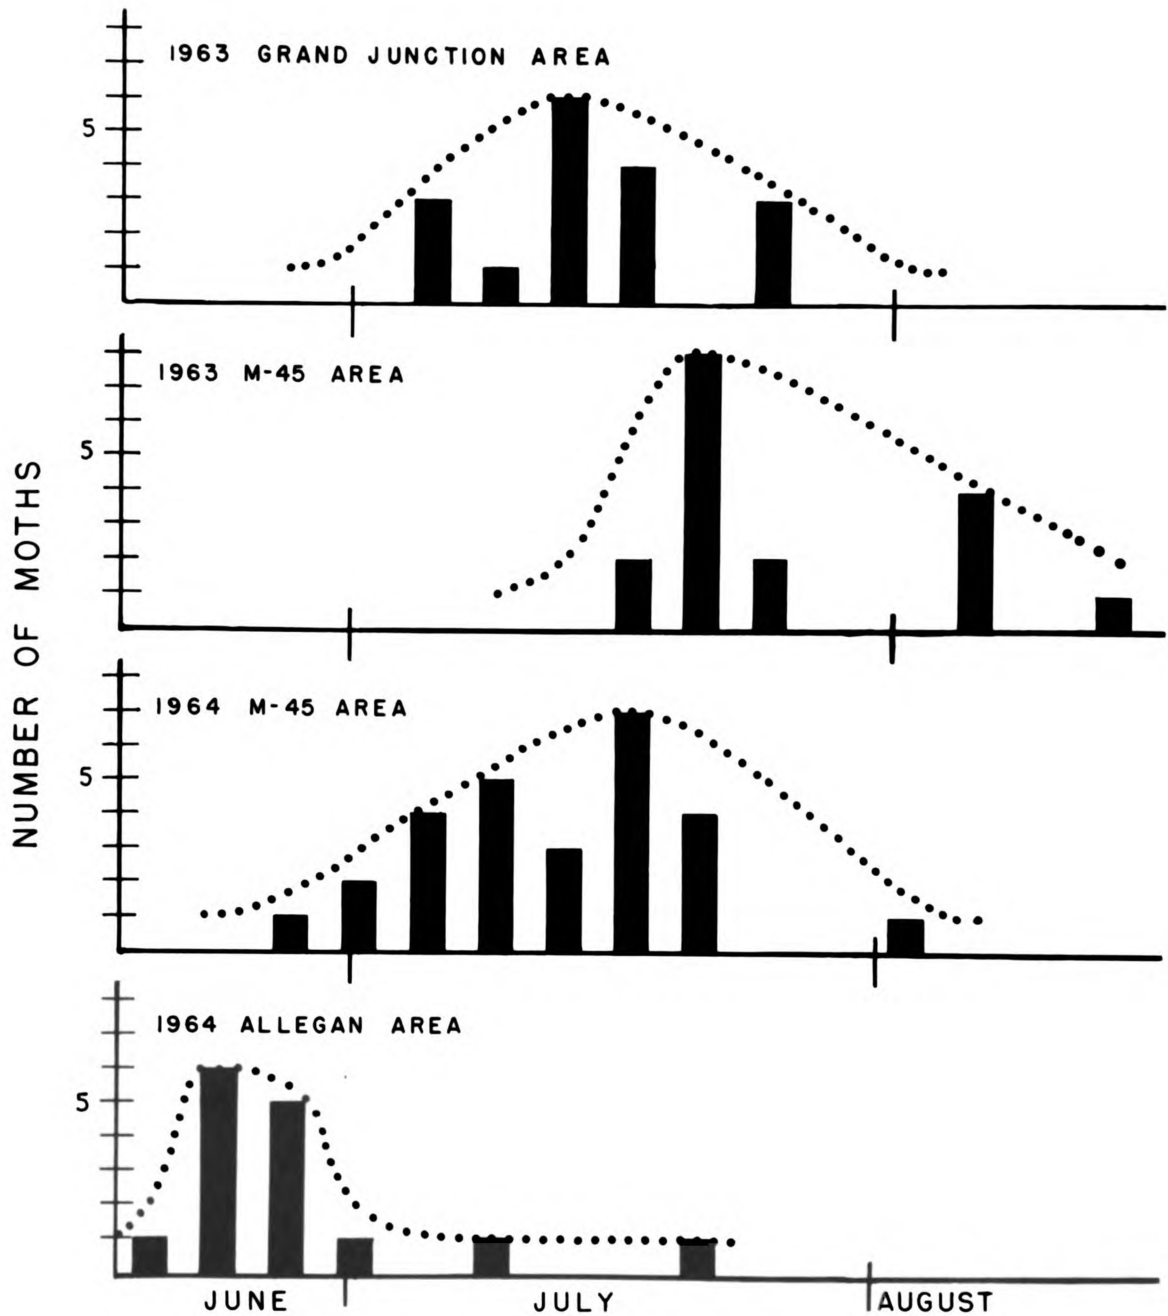 1963 GRAND JUNCTION AREA
5
1963 M-45 AREA
5
NUMBER OF MOTHS
1964 M-45 AREA
5
1964 ALLEGAN AREA
5
JUNE JULY AUGUST